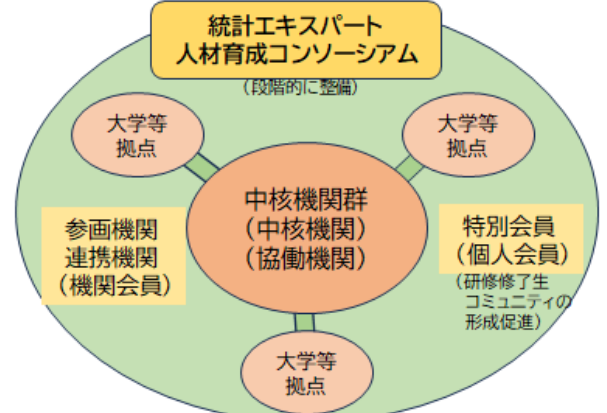 統計エキスパート
人材育成コンソーシアム
（段階的に整備）
大学等
拠点
大学等
拠点
中核機関群
（中核機関）
（協働機関）
参画機関
連携機関
（機関会員）
特別会員
（個人会員）
（研修修了生
コミュニティの
形成促進）
大学等
拠点